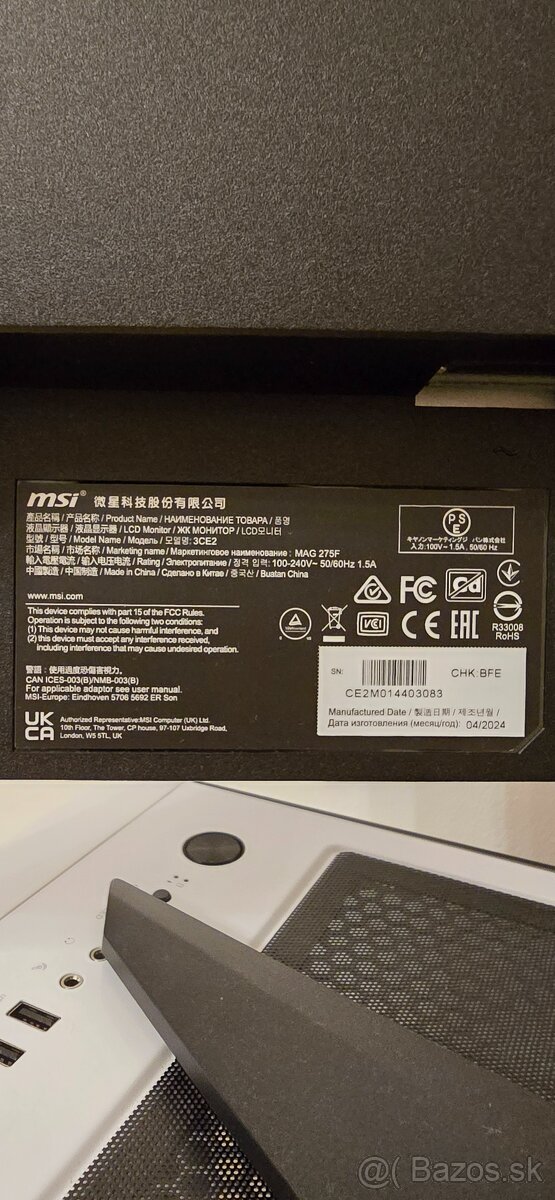 msi® 微星科技股份有限公司
產品名稱 / 产品名称 / Product Name / НАИМЕНОВАНИЕ ТОВАРА / 품명
液晶顯示器 / 液晶显示器 / LCD Monitor / ЖК МОНИТОР / LCD모니터
型號 / 型号 / Model Name / Модель / 모델명: 3CE2
市場名稱 / 市场名称 / Marketing name / Маркетинговое наименование : MAG 275F
輸入電壓電流 / 输入电压电流 / Rating / Электропитание / 정격 입력: 100-240V~ 50/60Hz 1.5A
中國製造 / 中国制造 / Made in China / Сделано в Китае / 중국산 / Buatan China
www.msi.com
This device complies with part 15 of the FCC Rules.
Operation is subject to the following two conditions:
(1) This device may not cause harmful interference, and
(2) this device must accept any interference received,
including interference that may cause undesired operation.
警語 : 使用過度恐傷害視力。
CAN ICES-003(B)/NMB-003(B)
For applicable adaptor see user manual.
MSI-Europe: Eindhoven 5706 5692 ER Son
UK
CA
Authorized Representative:MSI Computer (UK) Ltd.
10th Floor, The Tower, CP house, 97-107 Uxbridge Road,
London, W5 5TL, UK
PSE
キヤノンマーケティングジャパン株式会社
入力:100V~ 1.5A, 50/60 Hz
FC
VCCI
CE EAC
R33008
RoHS
SN:
CHK:BFE
CE2M014403083
Manufactured Date / 製造日期 / 제조년월 /
Дата изготовления (месяц/год): 04/2024
@( Bazos.sk